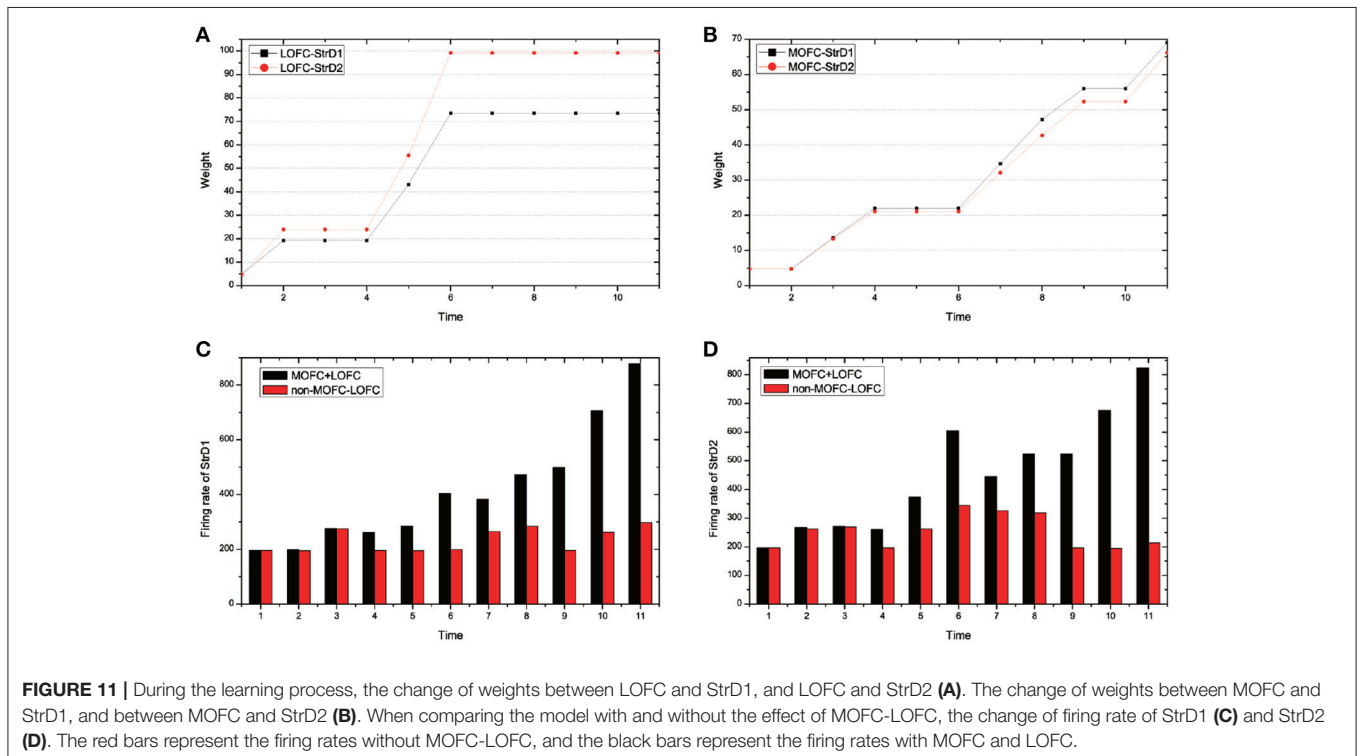 A
LOFC-StrD1
LOFC-StrD2
100
90
80
70
60
50
40
30
20
10
0
Weight
2 4 6 8 10
Time
B
MOFC-StrD1
MOFC-StrD2
70
60
50
40
30
20
10
0
Weight
2 4 6 8 10
Time
C
MOFC+LOFC
non-MOFC-LOFC
800
600
400
200
0
Firing rate of StrD1
1 2 3 4 5 6 7 8 9 10 11
Time
D
MOFC+LOFC
non-MOFC-LOFC
800
700
600
500
400
300
200
100
0
Firing rate of StrD2
1 2 3 4 5 6 7 8 9 10 11
Time
FIGURE 11 | During the learning process, the change of weights between LOFC and StrD1, and LOFC and StrD2 (A). The change of weights between MOFC and
StrD1, and between MOFC and StrD2 (B). When comparing the model with and without the effect of MOFC-LOFC, the change of firing rate of StrD1 (C) and StrD2
(D). The red bars represent the firing rates without MOFC-LOFC, and the black bars represent the firing rates with MOFC and LOFC.